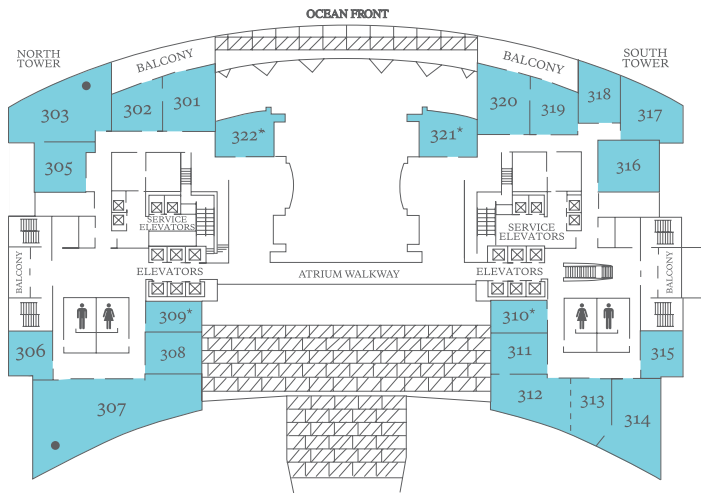 OCEAN FRONT
NORTH
TOWER
BALCONY
BALCONY
SOUTH
TOWER
303
302
301
320
319
318
317
322*
321*
305
316
SERVICE
ELEVATORS
SERVICE
ELEVATORS
BALCONY
ELEVATORS
ATRIUM WALKWAY
ELEVATORS
BALCONY
309*
310*
306
308
311
315
307
312
313
314